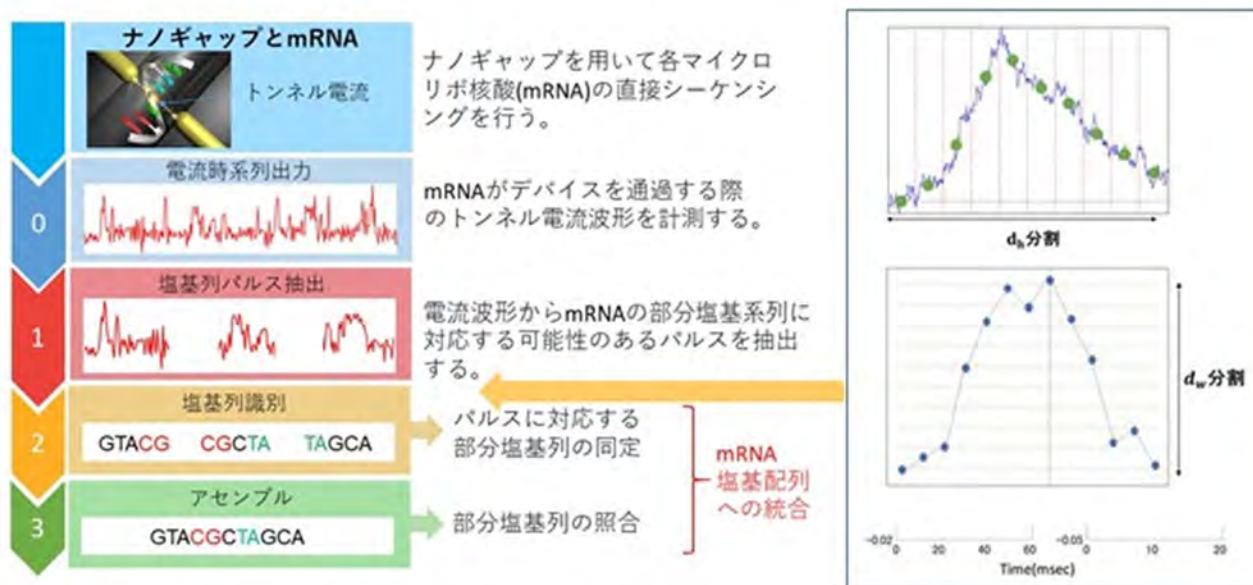 ナノギャップとmRNA
トンネル電流
ナノギャップを用いて各マイクロ
リボ核酸(mRNA)の直接シーケンシ
ングを行う。
0
電流時系列出力
mRNAがデバイスを通過する際
のトンネル電流波形を計測する。
1
塩基列パルス抽出
電流波形からmRNAの部分塩基系列に
対応する可能性のあるパルスを抽出
する。
2
塩基列識別
GTACG CGCTA TAGCA
パルスに対応する
部分塩基列の同定
3
アセンブル
GTACGCTAGCA
部分塩基列の照合
mRNA
塩基配列
への統合
dh分割
dw分割
-0.02
0 20 40 60
-0.05
0 10 20
Time(msec)